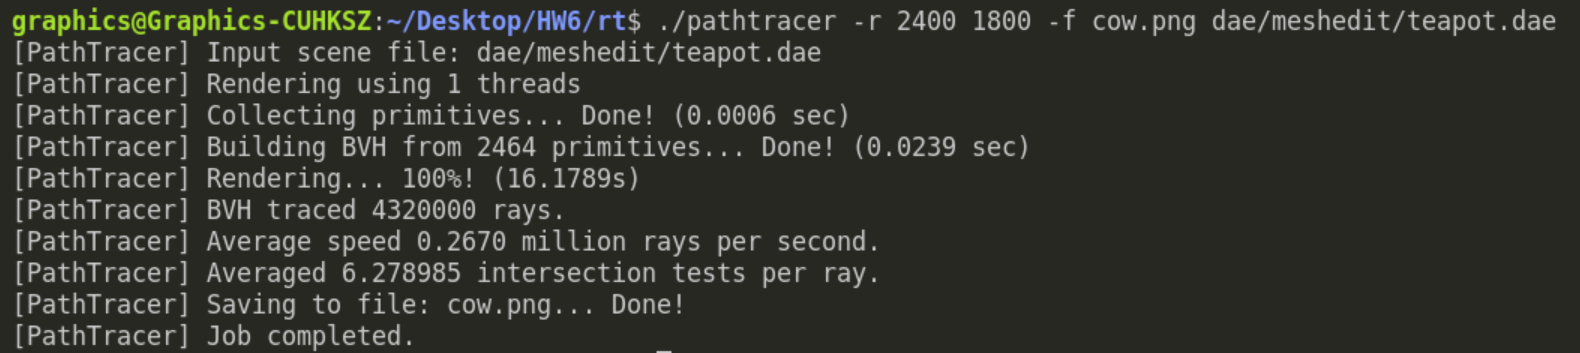 graphics@Graphics-CUHKSZ:~/Desktop/HW6/rt$ ./pathtracer -r 2400 1800 -f cow.png dae/meshedit/teapot.dae
[PathTracer] Input scene file: dae/meshedit/teapot.dae
[PathTracer] Rendering using 1 threads
[PathTracer] Collecting primitives... Done! (0.0006 sec)
[PathTracer] Building BVH from 2464 primitives... Done! (0.0239 sec)
[PathTracer] Rendering... 100%! (16.1789s)
[PathTracer] BVH traced 4320000 rays.
[PathTracer] Average speed 0.2670 million rays per second.
[PathTracer] Averaged 6.278985 intersection tests per ray.
[PathTracer] Saving to file: cow.png... Done!
[PathTracer] Job completed.